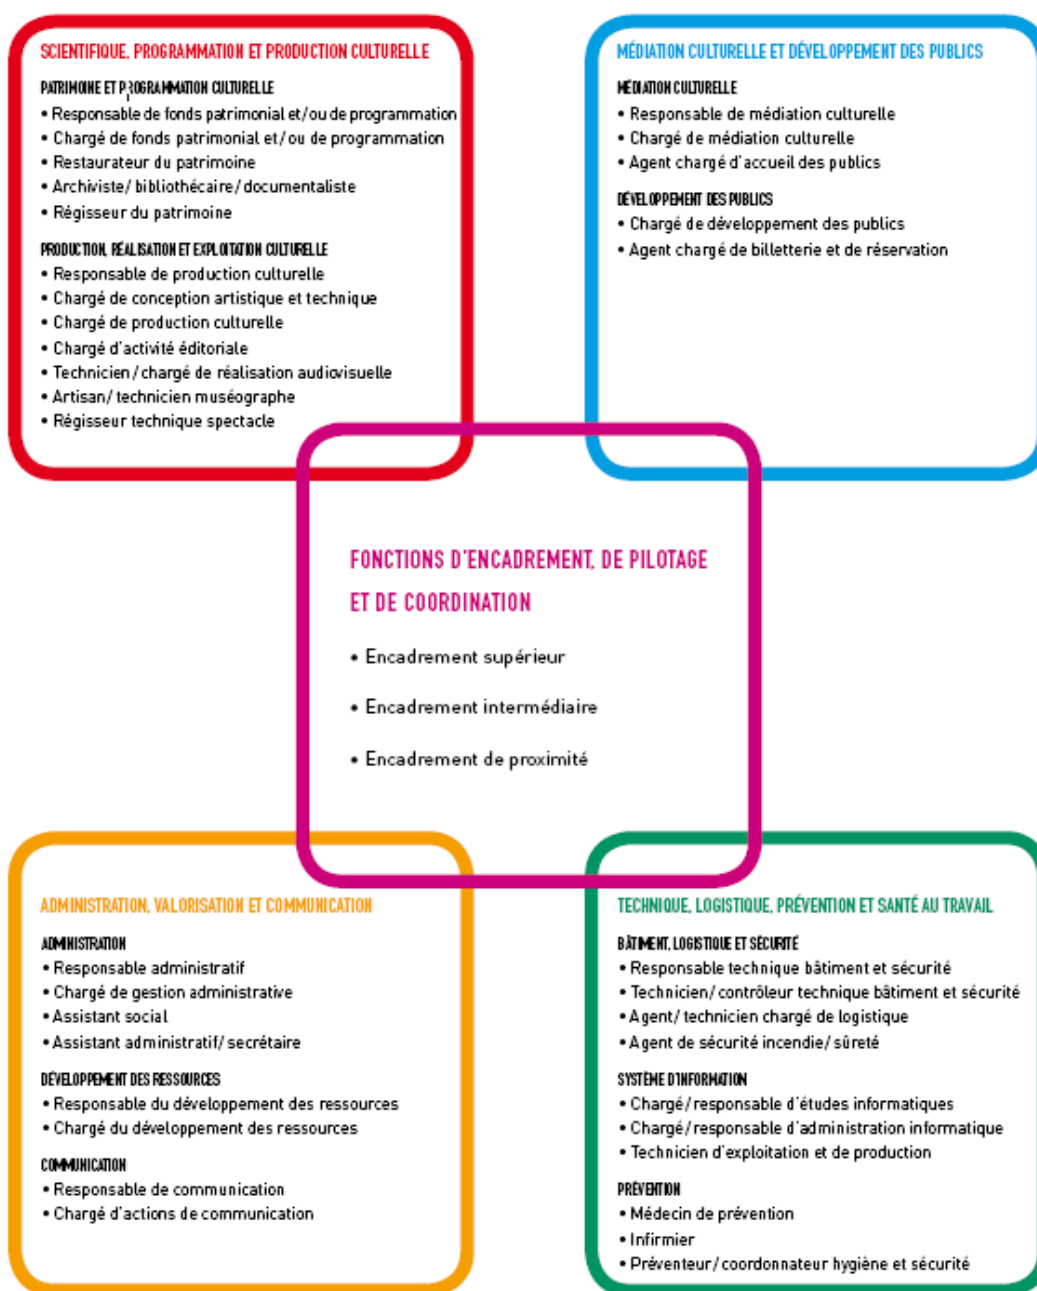 SCIENTIFIQUE, PROGRAMMATION ET PRODUCTION CULTURELLE
PATRIMOINE ET PROGRAMMATION CULTURELLE
• Responsable de fonds patrimonial et/ou de programmation
• Chargé de fonds patrimonial et/ou de programmation
• Restaurateur du patrimoine
• Archiviste/bibliothécaire/documentaliste
• Régisseur du patrimoine
PRODUCTION, RÉALISATION ET EXPLOITATION CULTURELLE
• Responsable de production culturelle
• Chargé de conception artistique et technique
• Chargé de production culturelle
• Chargé d'activité éditoriale
• Technicien/chargé de réalisation audiovisuelle
• Artisan/technicien muséographe
• Régisseur technique spectacle
MÉDIATION CULTURELLE ET DÉVELOPPEMENT DES PUBLICS
MÉDIATION CULTURELLE
• Responsable de médiation culturelle
• Chargé de médiation culturelle
• Agent chargé d'accueil des publics
DÉVELOPPEMENT DES PUBLICS
• Chargé de développement des publics
• Agent chargé de billetterie et de réservation
FONCTIONS D'ENCADREMENT, DE PILOTAGE
ET DE COORDINATION
• Encadrement supérieur
• Encadrement intermédiaire
• Encadrement de proximité
ADMINISTRATION, VALORISATION ET COMMUNICATION
ADMINISTRATION
• Responsable administratif
• Chargé de gestion administrative
• Assistant social
• Assistant administratif/secrétaire
DÉVELOPPEMENT DES RESSOURCES
• Responsable du développement des ressources
• Chargé du développement des ressources
COMMUNICATION
• Responsable de communication
• Chargé d'actions de communication
TECHNIQUE, LOGISTIQUE, PRÉVENTION ET SANTÉ AU TRAVAIL
BÂTIMENT, LOGISTIQUE ET SÉCURITÉ
• Responsable technique bâtiment et sécurité
• Technicien/contrôleur technique bâtiment et sécurité
• Agent/technicien chargé de logistique
• Agent de sécurité incendie/sûreté
SYSTÈME D'INFORMATION
• Chargé/responsable d'études informatiques
• Chargé/responsable d'administration informatique
• Technicien d'exploitation et de production
PRÉVENTION
• Médecin de prévention
• Infirmier
• Préventeur/coordonnateur hygiène et sécurité